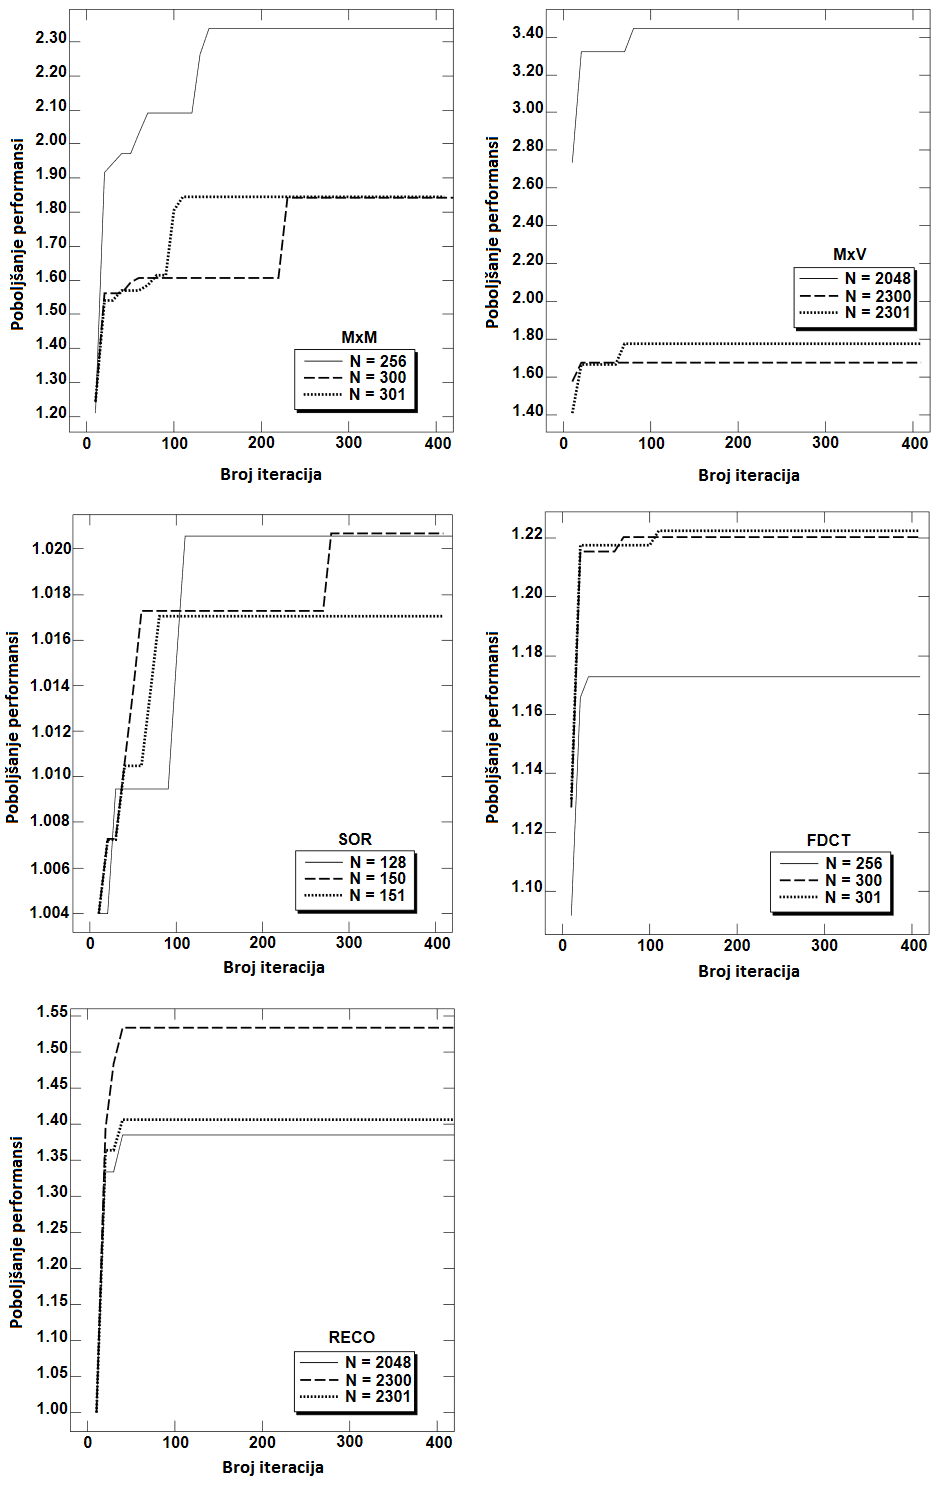 2.30
2.20
2.10
2.00
1.90
1.80
1.70
1.60
1.50
1.40
1.30
1.20
Poboljšanje performansi
MxM
N = 256
N = 300
N = 301
0 100 200 300 400
Broj iteracija
3.40
3.20
3.00
2.80
2.60
2.40
2.20
2.00
1.80
1.60
1.40
Poboljšanje performansi
MxV
N = 2048
N = 2300
N = 2301
0 100 200 300 400
Broj iteracija
1.020
1.018
1.016
1.014
1.012
1.010
1.008
1.006
1.004
Poboljšanje performansi
SOR
N = 128
N = 150
N = 151
0 100 200 300 400
Broj iteracija
1.22
1.20
1.18
1.16
1.14
1.12
1.10
Poboljšanje performansi
FDCT
N = 256
N = 300
N = 301
0 100 200 300 400
Broj iteracija
1.55
1.50
1.45
1.40
1.35
1.30
1.25
1.20
1.15
1.10
1.05
1.00
Poboljšanje performansi
RECO
N = 2048
N = 2300
N = 2301
0 100 200 300 400
Broj iteracija